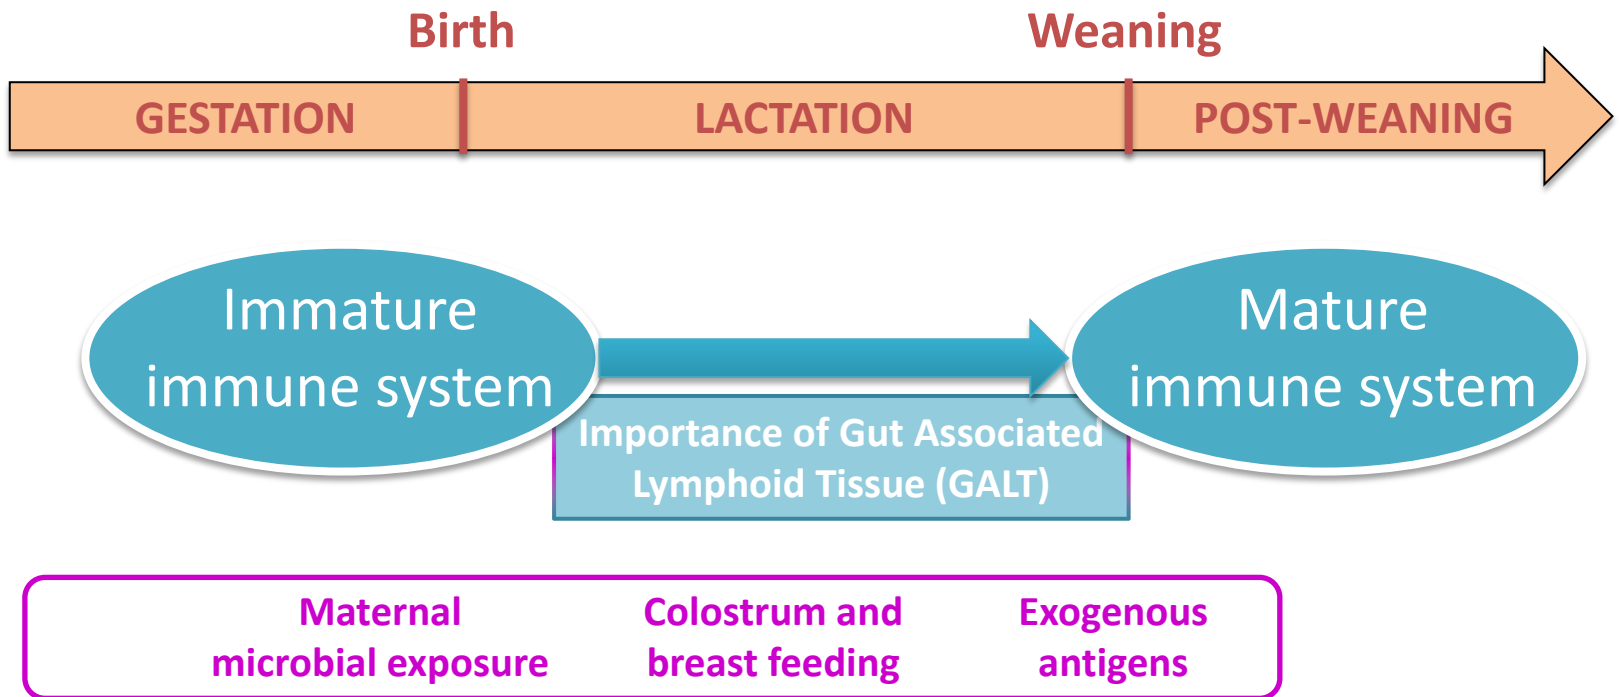 Birth
Weaning
GESTATION
LACTATION
POST-WEANING
Immature
immune system
Mature
immune system
Importance of Gut Associated
Lymphoid Tissue (GALT)
Maternal
microbial exposure
Colostrum and
breast feeding
Exogenous
antigens